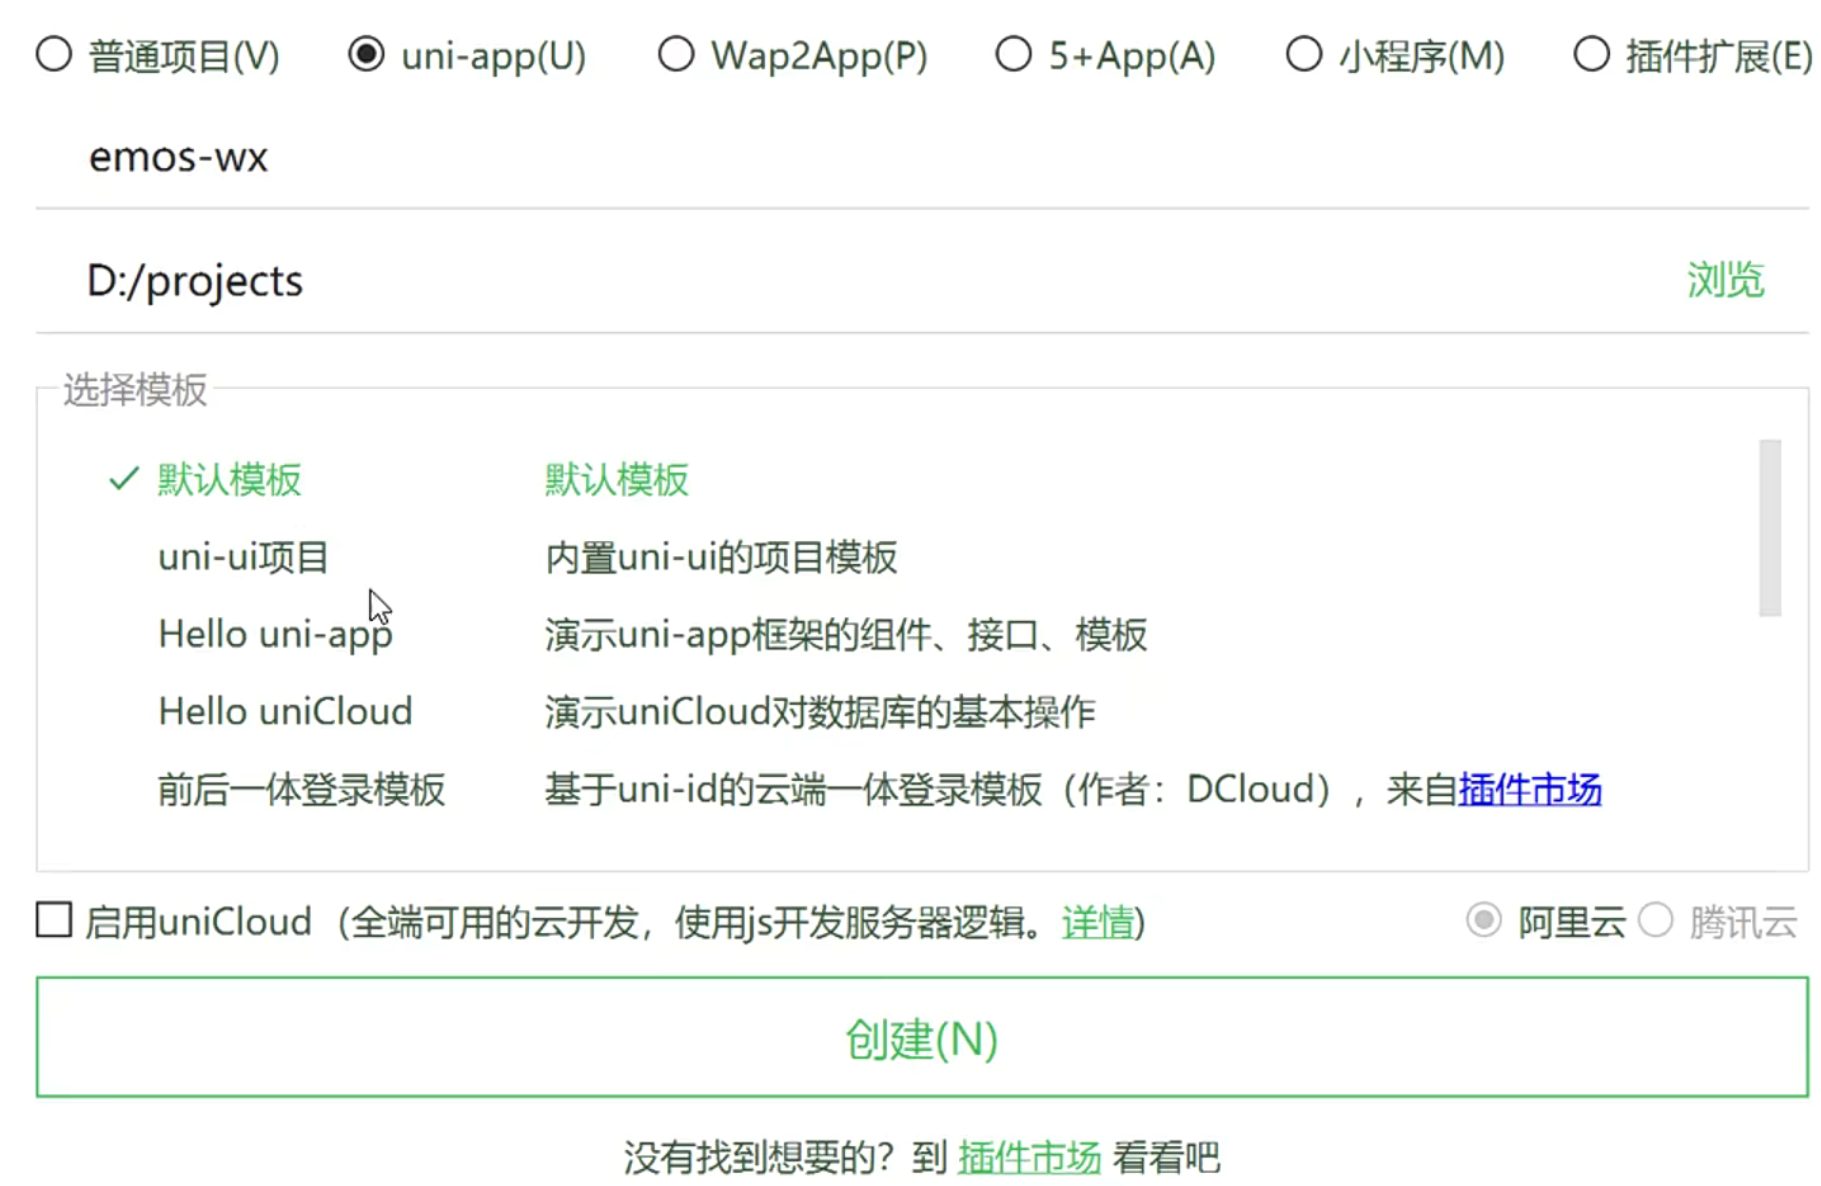 普通项目(V) uni-app(U) Wap2App(P) 5+App(A) 小程序(M) 插件扩展(E)
emos-wx
D:/projects 浏览
选择模板
默认模板 默认模板
uni-ui项目 内置uni-ui的项目模板
Hello uni-app 演示uni-app框架的组件、接口、模板
Hello uniCloud 演示uniCloud对数据库的基本操作
前后一体登录模板 基于uni-id的云端一体登录模板（作者：DCloud），来自插件市场
启用uniCloud（全端可用的云开发，使用js开发服务器逻辑。详情) 阿里云 腾讯云
创建(N)
没有找到想要的？到 插件市场 看看吧